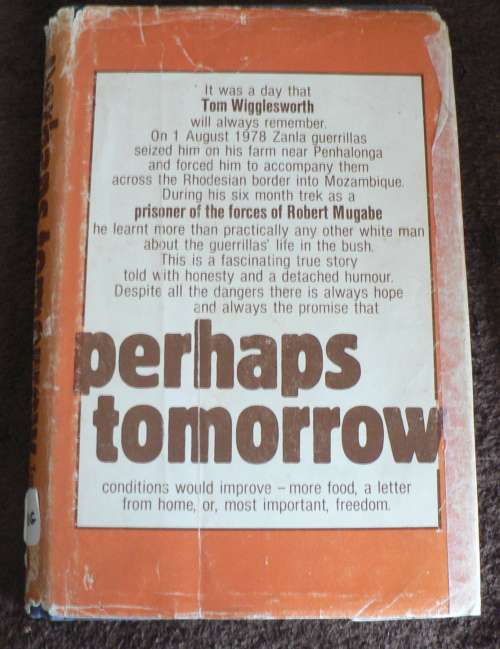 It was a day that
Tom Wigglesworth
will always remember.
On 1 August 1978 Zanla guerrillas
seized him on his farm near Penhalonga
and forced him to accompany them
across the Rhodesian border into Mozambique.
During his six month trek as a
prisoner of the forces of Robert Mugabe
he learnt more than practically any other white man
about the guerrillas' life in the bush.
This is a fascinating true story
told with honesty and a detached humour.
Despite all the dangers there is always hope
and always the promise that
perhaps
tomorrow
conditions would improve – more food, a letter
from home, or, most important, freedom.
perhaps tomorrow